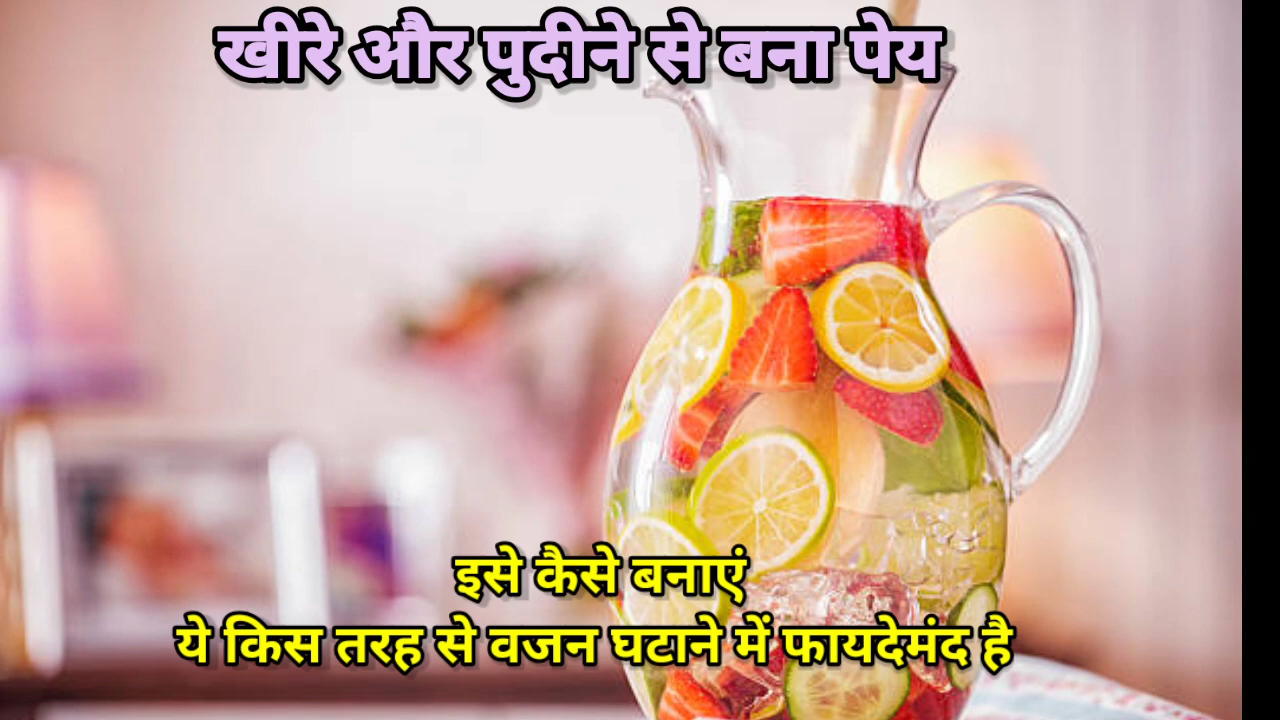 खीरे और पुदीने से बना पेय
इसे कैसे बनाएं
ये किस तरह से वजन घटाने में फायदेमंद है